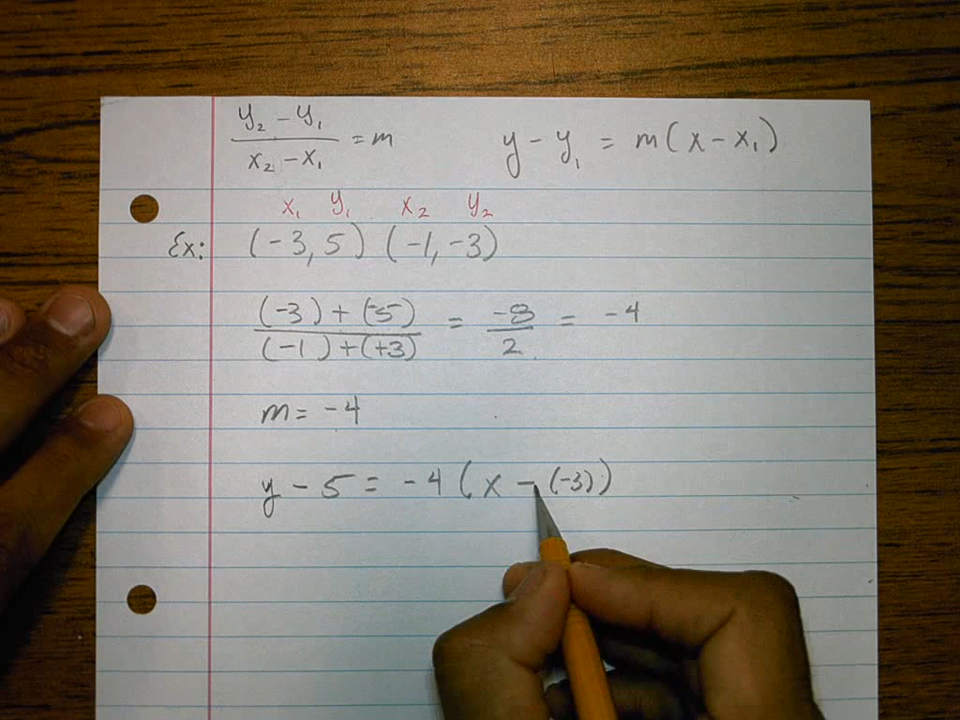 y₂ - y₁ / x₂ - x₁ = m y - y₁ = m(x - x₁)
x₁ y₁ x₂ y₂
Ex: (-3, 5) (-1, -3)
(-3) + (-5) / (-1) + (+3) = -8 / 2 = -4
m = -4
y - 5 = -4 (x - (-3))